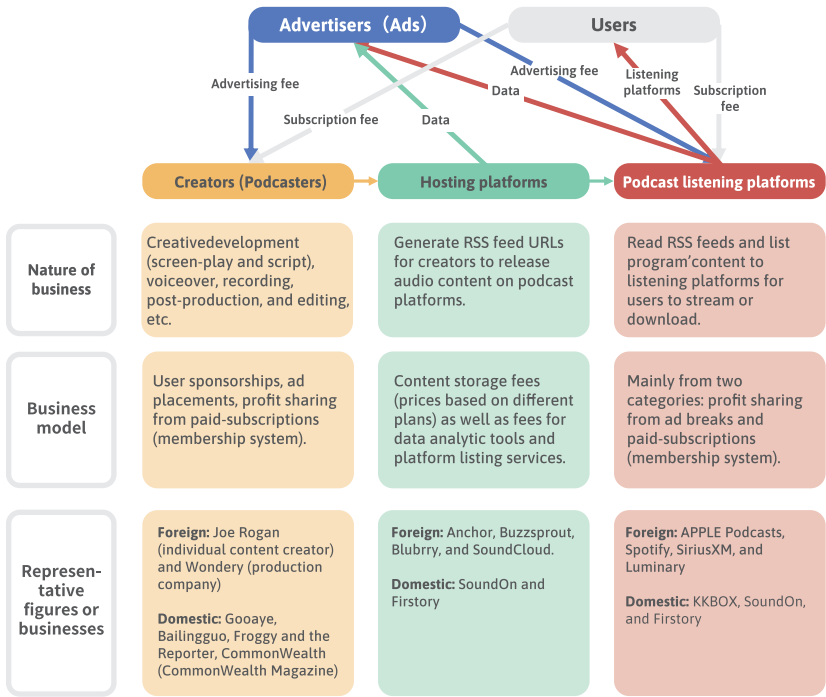 Advertisers（Ads）
Users
Advertising fee
Subscription fee
Data
Data
Advertising fee
Listening
platforms
Subscription
fee
Creators (Podcasters)
Hosting platforms
Podcast listening platforms
Nature of
business
Creativedevelopment
(screen-play and script),
voiceover, recording,
post-production, and editing,
etc.
Generate RSS feed URLs
for creators to release
audio content on podcast
platforms.
Read RSS feeds and list
program’content to
listening platforms for
users to stream or
download.
Business
model
User sponsorships, ad
placements, profit sharing
from paid-subscriptions
(membership system).
Content storage fees
(prices based on different
plans) as well as fees for
data analytic tools and
platform listing services.
Mainly from two
categories: profit sharing
from ad breaks and
paid-subscriptions
(membership system).
Represen-
tative
figures or
businesses
Foreign: Joe Rogan
(individual content creator)
and Wondery (production
company)
Domestic: Gooaye,
Bailingguo, Froggy and the
Reporter, CommonWealth
(CommonWealth Magazine)
Foreign: Anchor, Buzzsprout,
Blubrry, and SoundCloud.
Domestic: SoundOn and
Firstory
Foreign: APPLE Podcasts,
Spotify, SiriusXM, and
Luminary
Domestic: KKBOX, SoundOn,
and Firstory